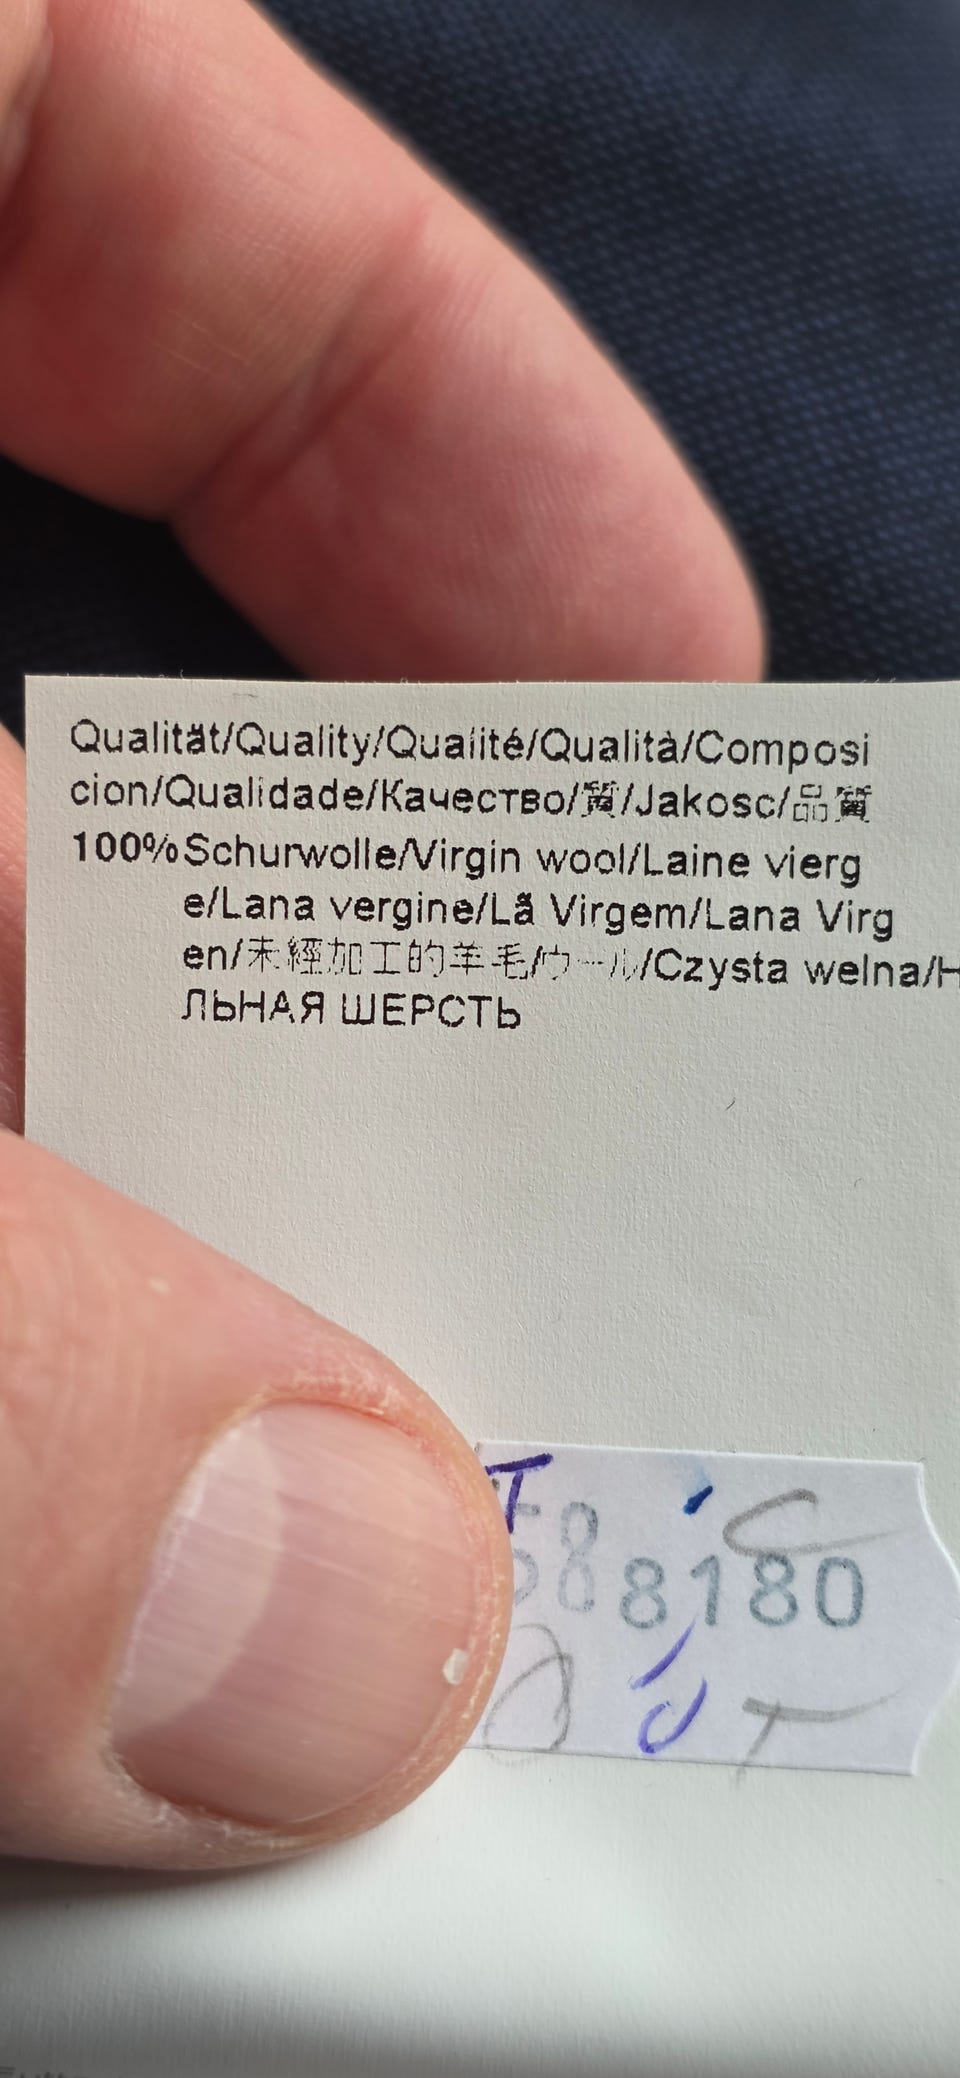 Qualität/Quality/Qualité/Qualità/Composi
cion/Qualidade/Качество/質/Jakosc/品質
100%Schurwolle/Virgin wool/Laine vierg
e/Lana vergine/Lã Virgem/Lana Virg
en/未經加工的羊毛/ウール/Czysta welna/Н
ЛЬНАЯ ШЕРСТЬ
8180